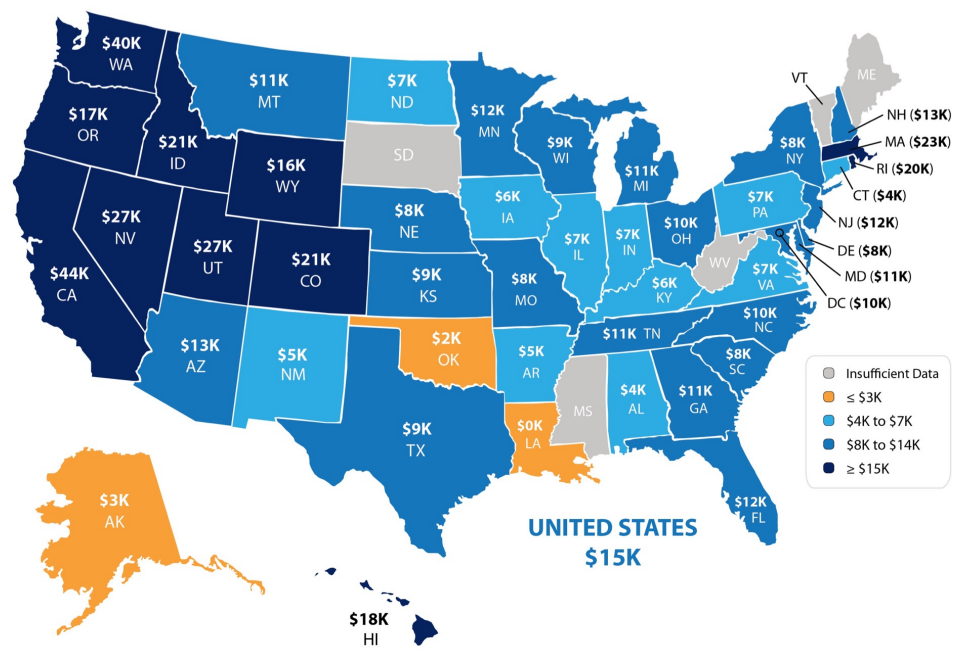 $40K
WA
$11K
MT
$7K
ND
$12K
MN
VT
ME
$17K
OR
$21K
ID
$16K
WY
SD
$9K
WI
$11K
MI
$8K
NY
NH ($13K)
MA ($23K)
RI ($20K)
CT ($4K)
NJ ($12K)
DE ($8K)
MD ($11K)
DC ($10K)
$27K
NV
$27K
UT
$21K
CO
$8K
NE
$6K
IA
$7K
IL
$7K
IN
$10K
OH
$7K
PA
WV
$7K
VA
$44K
CA
$9K
KS
$8K
MO
$6K
KY
$13K
AZ
$5K
NM
$2K
OK
$5K
AR
$11K TN
$10K
NC
$8K
SC
$9K
TX
$0K
LA
MS
$4K
AL
$11K
GA
$12K
FL
Insufficient Data
≤ $3K
$4K to $7K
$8K to $14K
≥ $15K
$3K
AK
$18K
HI
UNITED STATES
$15K